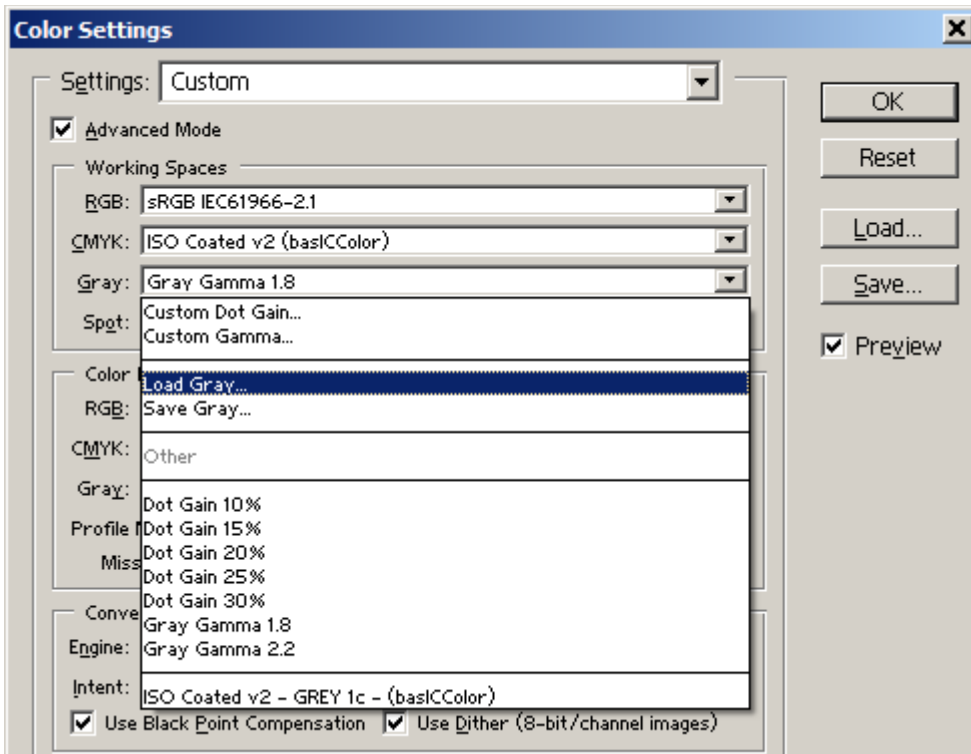 Color Settings
Settings: Custom
OK
Advanced Mode
Reset
Working Spaces
RGB: sRGB IEC61966-2.1
CMYK: ISO Coated v2 (basICColor)
Load...
Gray: Gray Gamma 1.8
Save...
Spot: Custom Dot Gain...
Custom Gamma...
Preview
Color
Load Gray...
RGB: Save Gray...
CMYK: Other
Gray:
Dot Gain 10%
Profile Dot Gain 15%
Dot Gain 20%
Dot Gain 25%
Dot Gain 30%
Gray Gamma 1.8
Engine: Gray Gamma 2.2
Intent: ISO Coated v2 - GREY 1c - (basICColor)
Use Black Point Compensation Use Dither (8-bit/channel images)